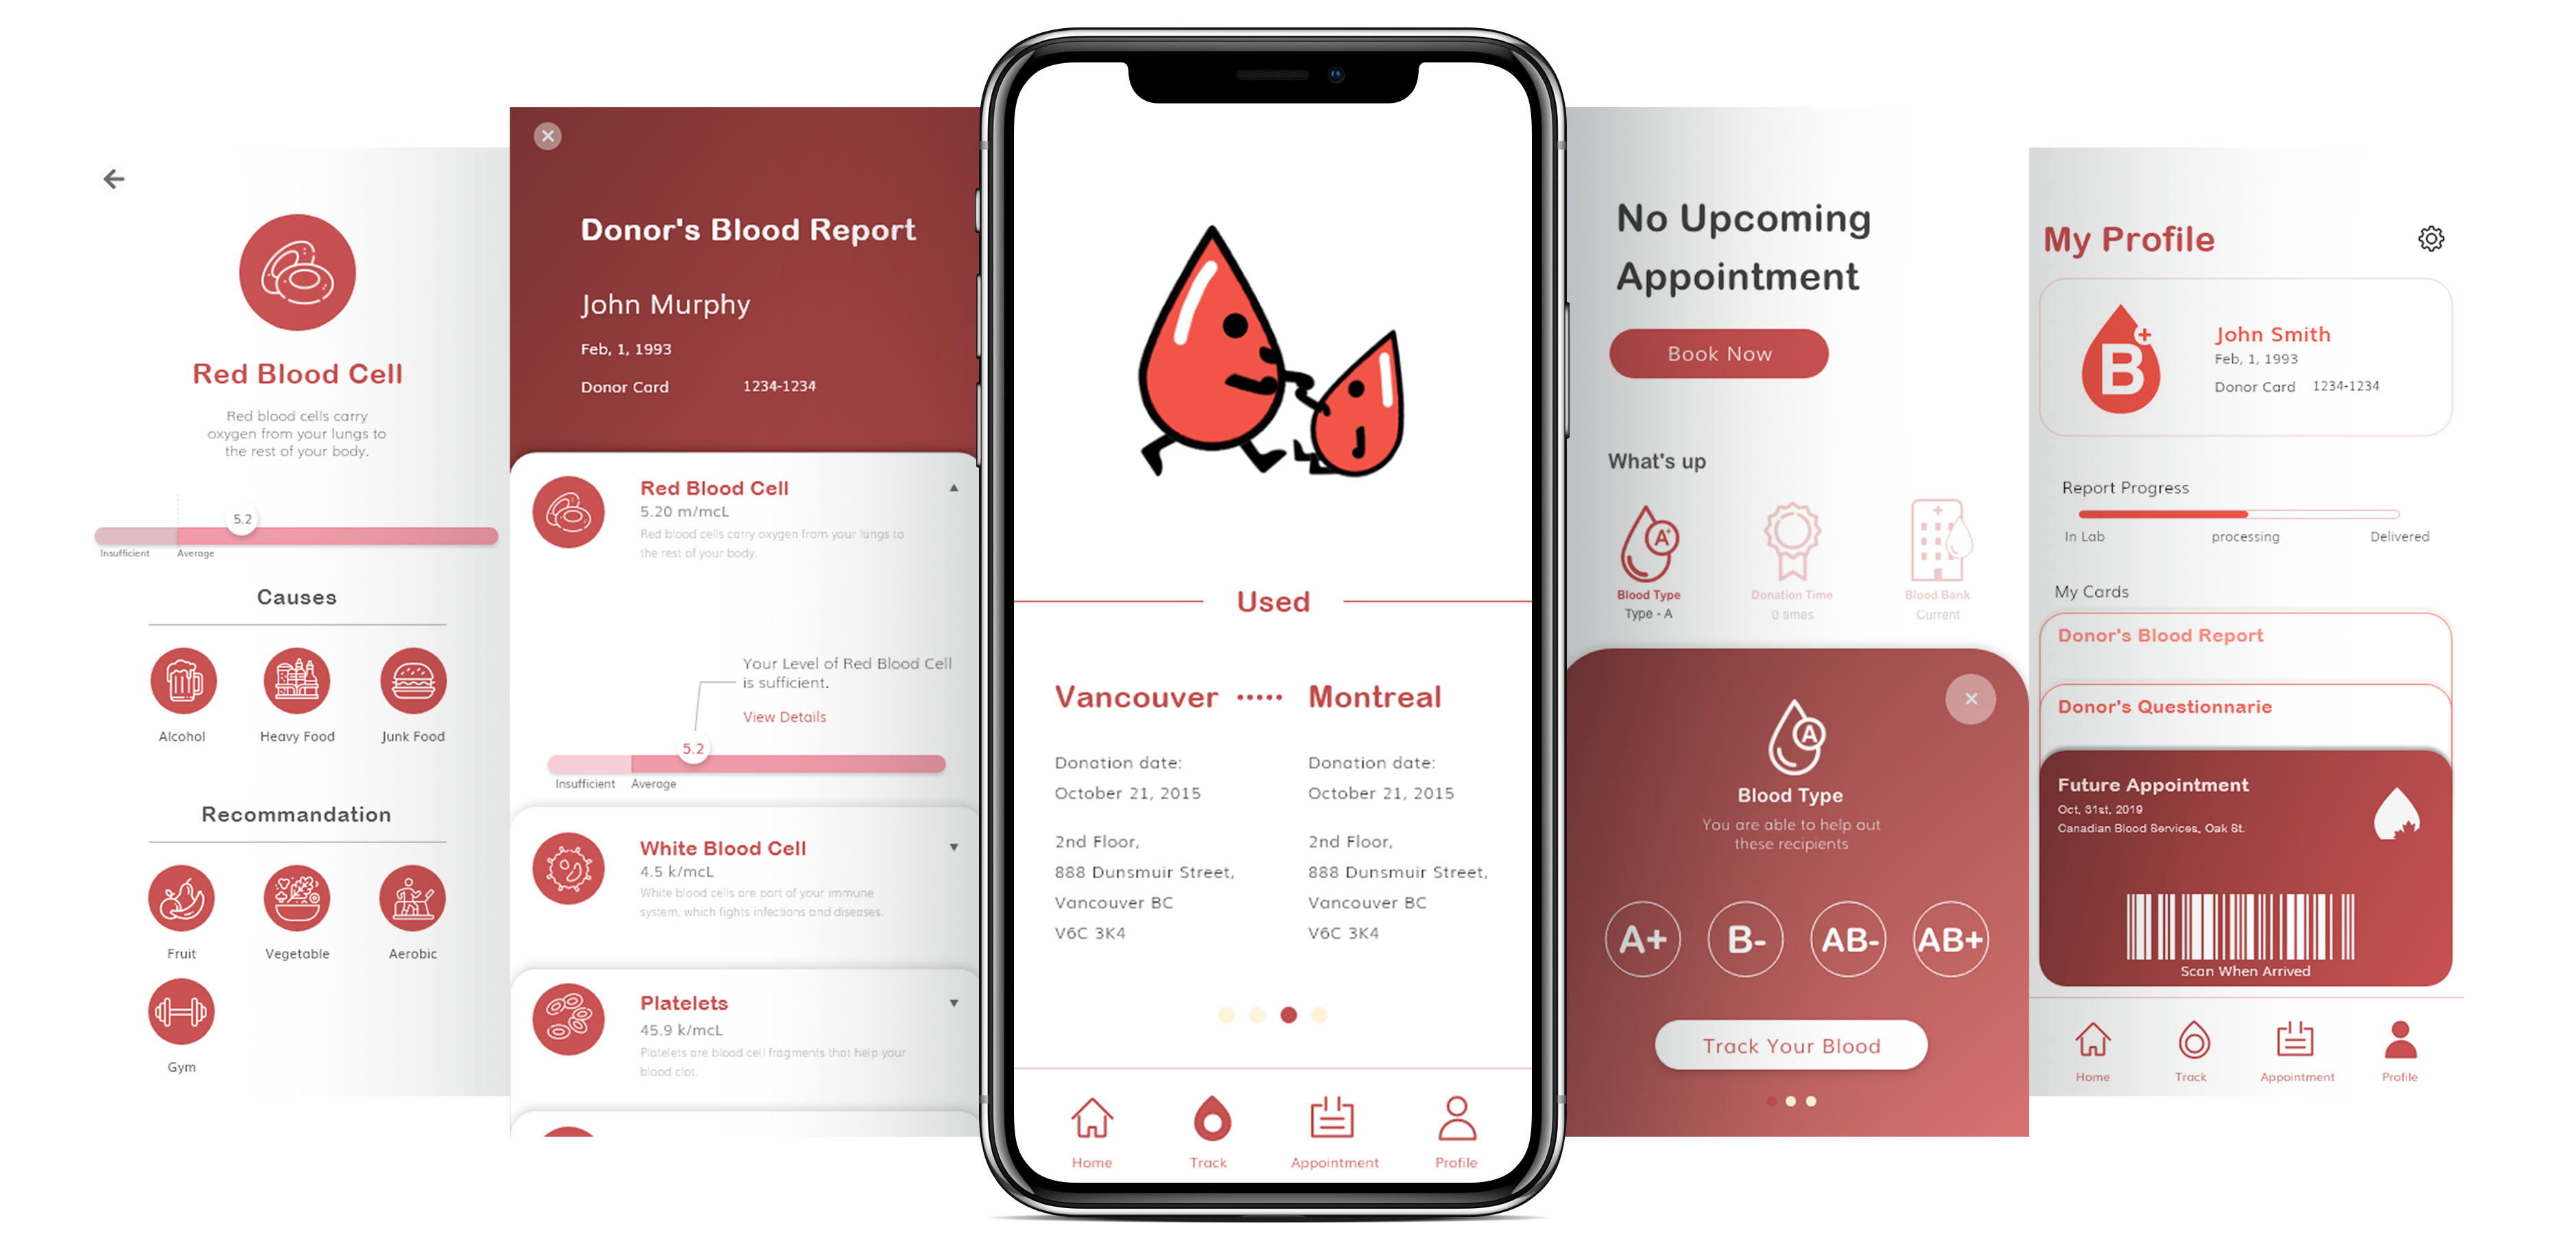 Red Blood Cell
Red blood cells carry
oxygen from your lungs to
the rest of your body.
5.2
Insufficient Average
Causes
Alcohol Heavy Food Junk Food
Recommandation
Fruit Vegetable Aerobic
Gym
Donor's Blood Report
John Murphy
Feb, 1, 1993
Donor Card 1234-1234
Red Blood Cell
5.20 m/mcL
Red blood cells carry oxygen from your lungs to
the rest of your body.
Your Level of Red Blood Cell
is sufficient.
View Details
5.2
Insufficient Average
White Blood Cell
4.5 k/mcL
White blood cells are part of your immune
system, which fights infections and diseases.
Platelets
45.9 k/mcL
Platelets are blood cell fragments that help your
blood clot.
Used
Vancouver ..... Montreal
Donation date: Donation date:
October 21, 2015 October 21, 2015
2nd Floor, 2nd Floor,
888 Dunsmuir Street, 888 Dunsmuir Street,
Vancouver BC Vancouver BC
V6C 3K4 V6C 3K4
Home Track Appointment Profile
No Upcoming
Appointment
Book Now
What's up
A+
Blood Type Donation Time Blood Bank
Type - A 0 times Current
A
Blood Type
You are able to help out
these recipients
A+ B- AB- AB+
Track Your Blood
My Profile
B+
John Smith
Feb, 1, 1993
Donor Card 1234-1234
Report Progress
In Lab processing Delivered
My Cards
Donor's Blood Report
Donor's Questionnarie
Future Appointment
Oct, 31st, 2019
Canadian Blood Services, Oak St.
Scan When Arrived
Home Track Appointment Profile